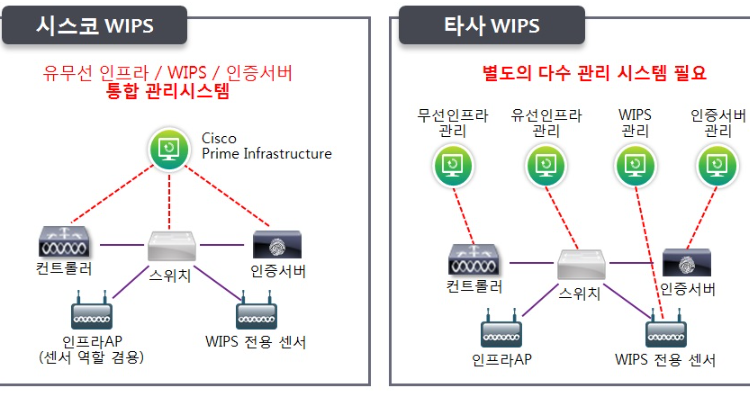 시스코 WIPS
유무선 인프라 / WIPS / 인증서버
통합 관리시스템
Cisco
Prime Infrastructure
컨트롤러
스위치
인증서버
인프라AP
(센서 역할 겸용)
WIPS 전용 센서
타사 WIPS
별도의 다수 관리 시스템 필요
무선인프라
관리
유선인프라
관리
WIPS
관리
인증서버
관리
컨트롤러
스위치
인증서버
인프라AP
WIPS 전용 센서